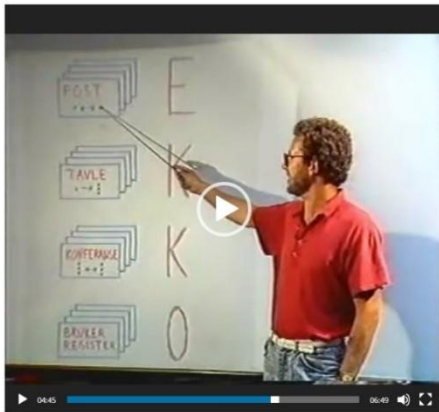 POST
E
TAVLE
K
KONFERANSE
K
BRUKER
REGISTER
O
04:45
06:49